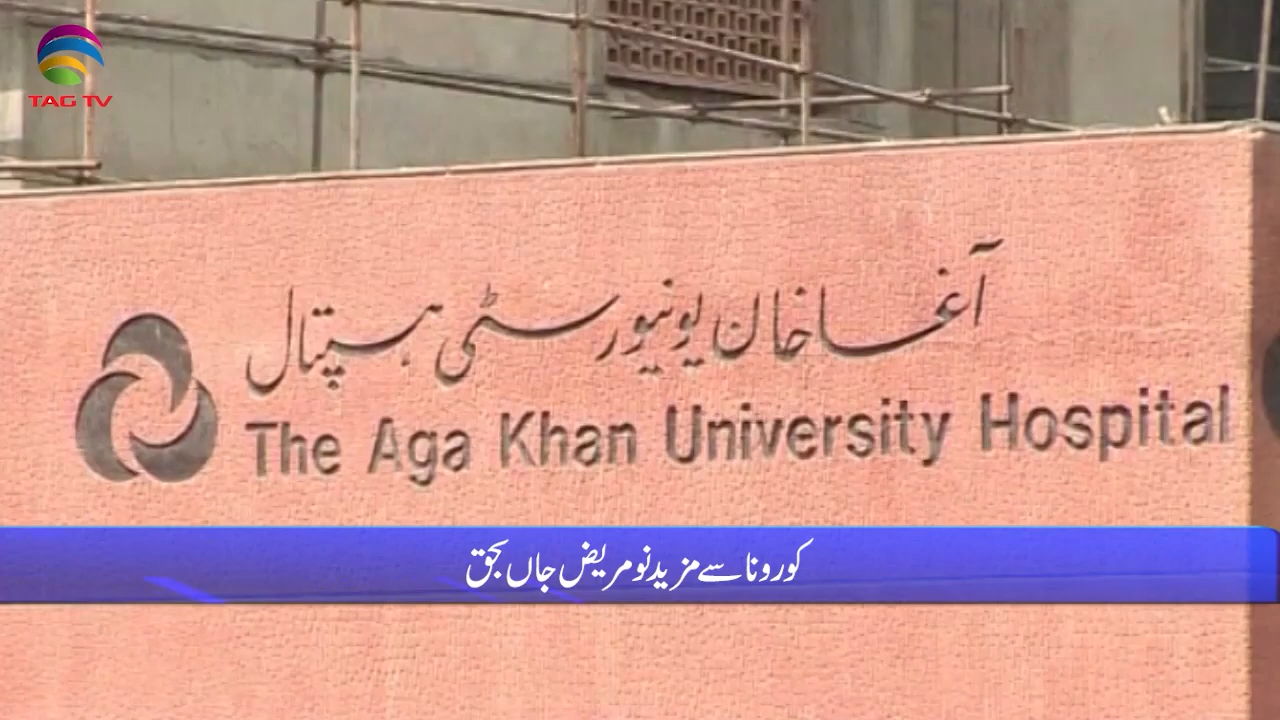 TAG TV
آغا خان یونیورسٹی ہسپتال
The Aga Khan University Hospital
کورونا سے مزید نو مریض جاں بحق